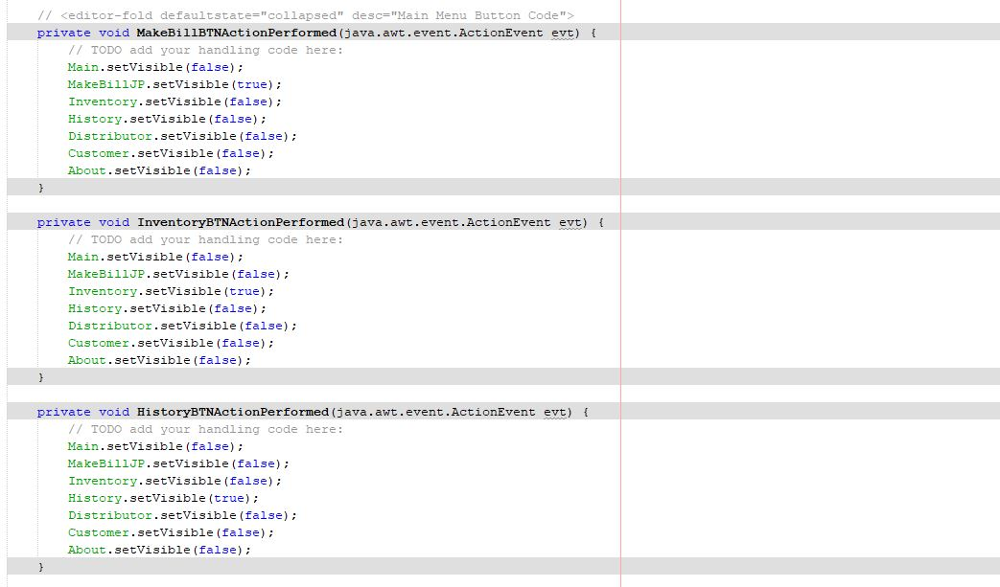 // <editor-fold defaultstate="collapsed" desc="Main Menu Button Code">
private void MakeBillBTNActionPerformed(java.awt.event.ActionEvent evt) {
// TODO add your handling code here:
Main.setVisible(false);
MakeBillJP.setVisible(true);
Inventory.setVisible(false);
History.setVisible(false);
Distributor.setVisible(false);
Customer.setVisible(false);
About.setVisible(false);
}
private void InventoryBTNActionPerformed(java.awt.event.ActionEvent evt) {
// TODO add your handling code here:
Main.setVisible(false);
MakeBillJP.setVisible(false);
Inventory.setVisible(true);
History.setVisible(false);
Distributor.setVisible(false);
Customer.setVisible(false);
About.setVisible(false);
}
private void HistoryBTNActionPerformed(java.awt.event.ActionEvent evt) {
// TODO add your handling code here:
Main.setVisible(false);
MakeBillJP.setVisible(false);
Inventory.setVisible(false);
History.setVisible(true);
Distributor.setVisible(false);
Customer.setVisible(false);
About.setVisible(false);
}